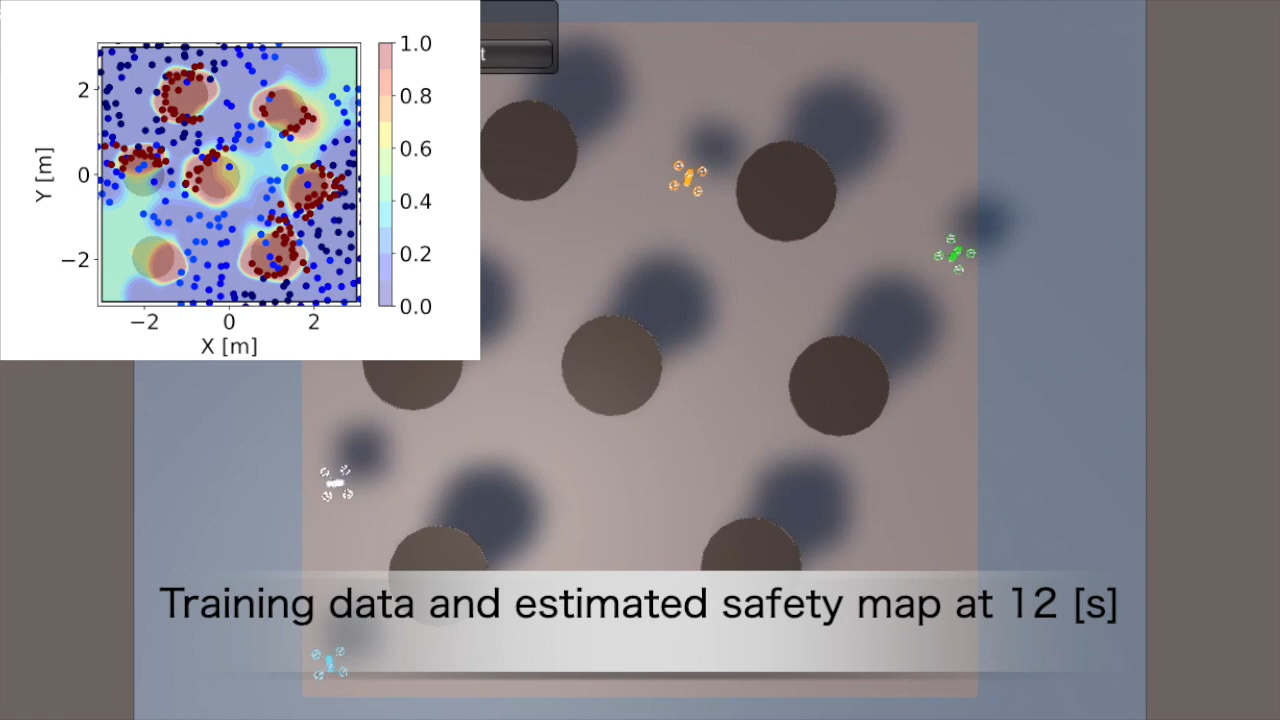 1.0
2
0.8
0.6
0
0.4
0.2
−2
0.0
−2 0 2
Y [m]
X [m]
t
Training data and estimated safety map at 12 [s]